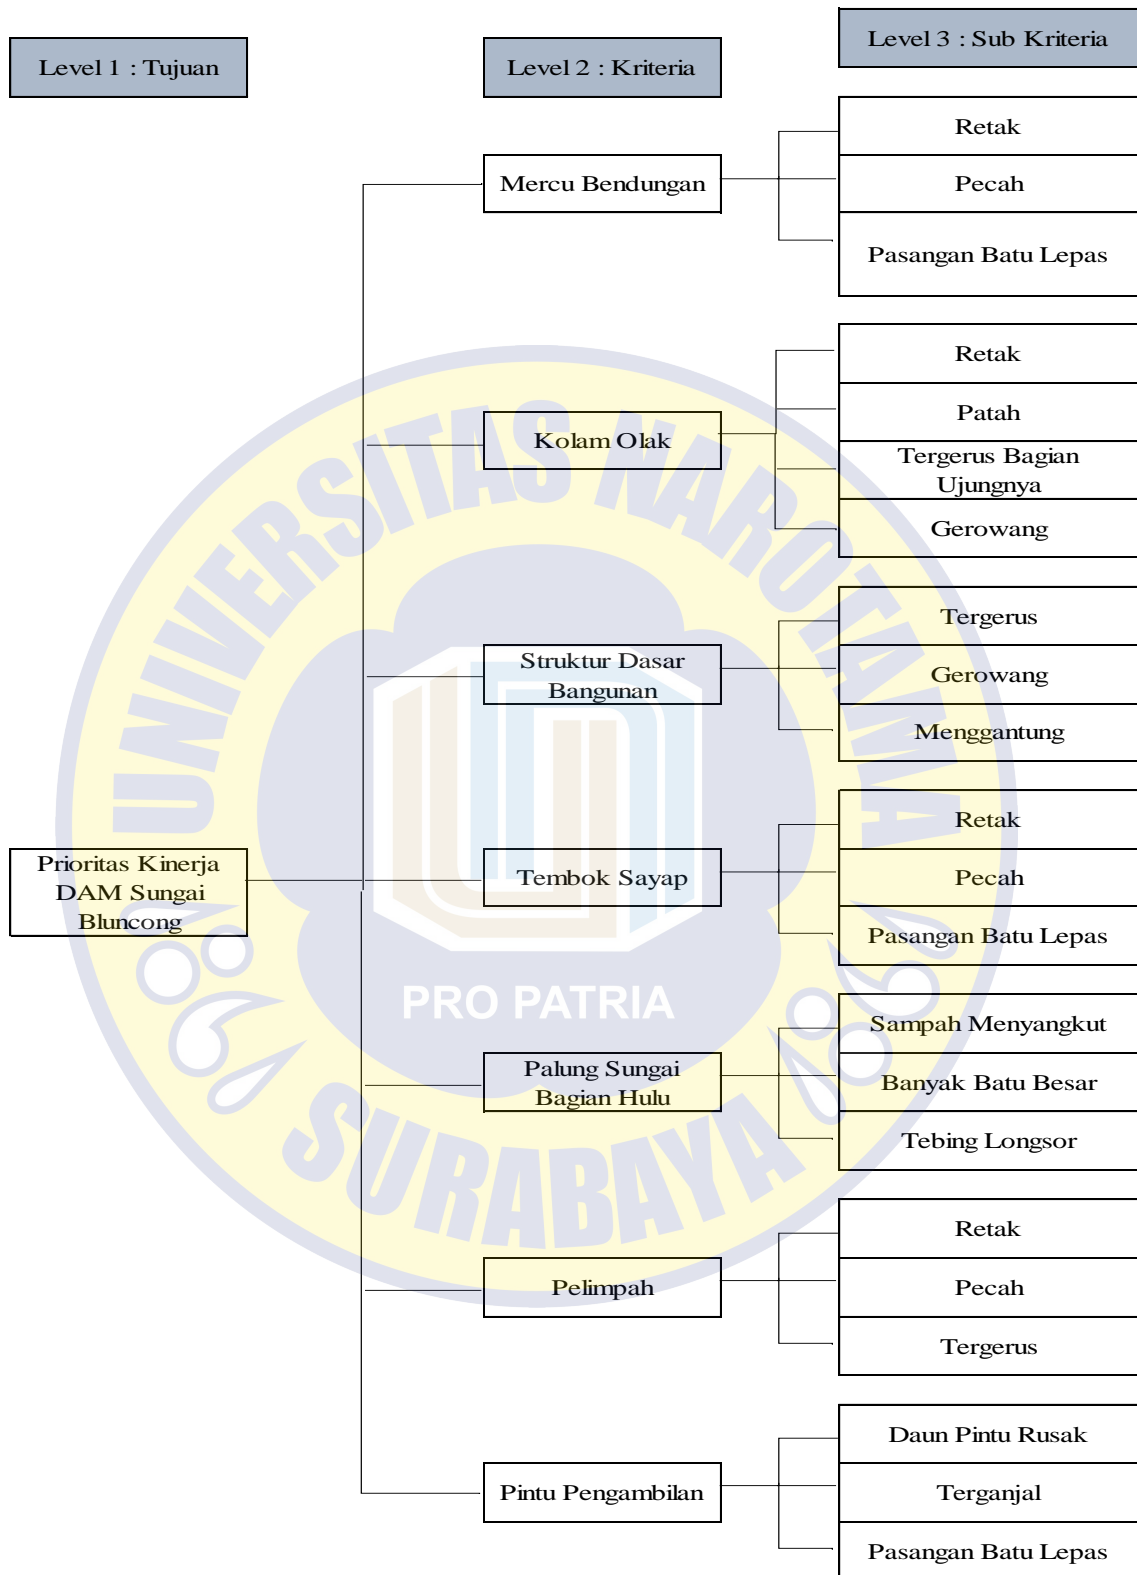 Level 1 : Tujuan
Level 2 : Kriteria
Level 3 : Sub Kriteria
Prioritas Kinerja
DAM Sungai
Bluncong
Mercu Bendungan
Retak
Pecah
Pasangan Batu Lepas
Kolam Olak
Retak
Patah
Tergerus Bagian
Ujungnya
Gerowang
Struktur Dasar
Bangunan
Tergerus
Gerowang
Menggantung
Tembok Sayap
Retak
Pecah
Pasangan Batu Lepas
Palung Sungai
Bagian Hulu
Sampah Menyangkut
Banyak Batu Besar
Tebing Longsor
Pelimpah
Retak
Pecah
Tergerus
Pintu Pengambilan
Daun Pintu Rusak
Terganjal
Pasangan Batu Lepas
UNIVERSITAS NAROTAMA
PRO PATRIA
SURABAYA